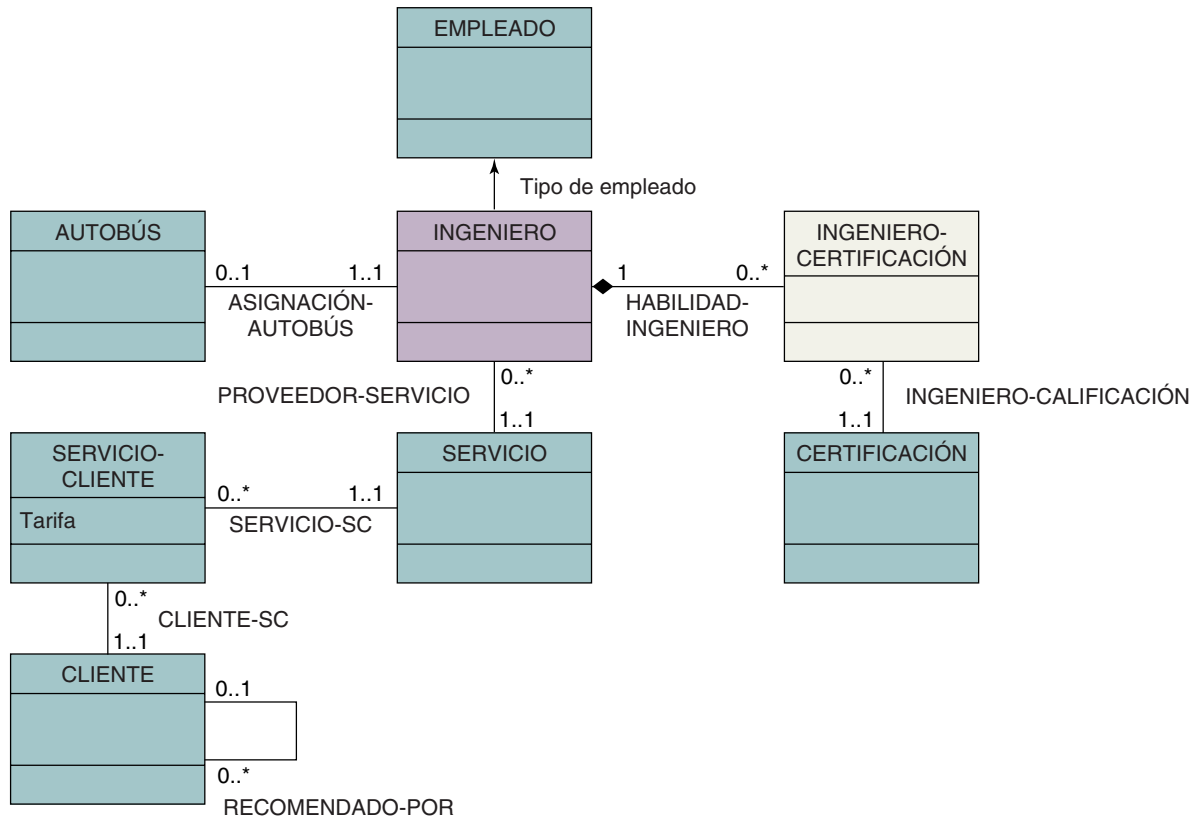 EMPLEADO
Tipo de empleado
AUTOBÚS
INGENIERO
INGENIERO-
CERTIFICACIÓN
0..1
1..1
ASIGNACIÓN-
AUTOBÚS
1
0..*
HABILIDAD-
INGENIERO
PROVEEDOR-SERVICIO
0..*
1..1
0..*
1..1
INGENIERO-CALIFICACIÓN
SERVICIO-
CLIENTE
Tarifa
SERVICIO
CERTIFICACIÓN
0..*
1..1
SERVICIO-SC
0..*
CLIENTE-SC
1..1
CLIENTE
0..1
0..*
RECOMENDADO-POR